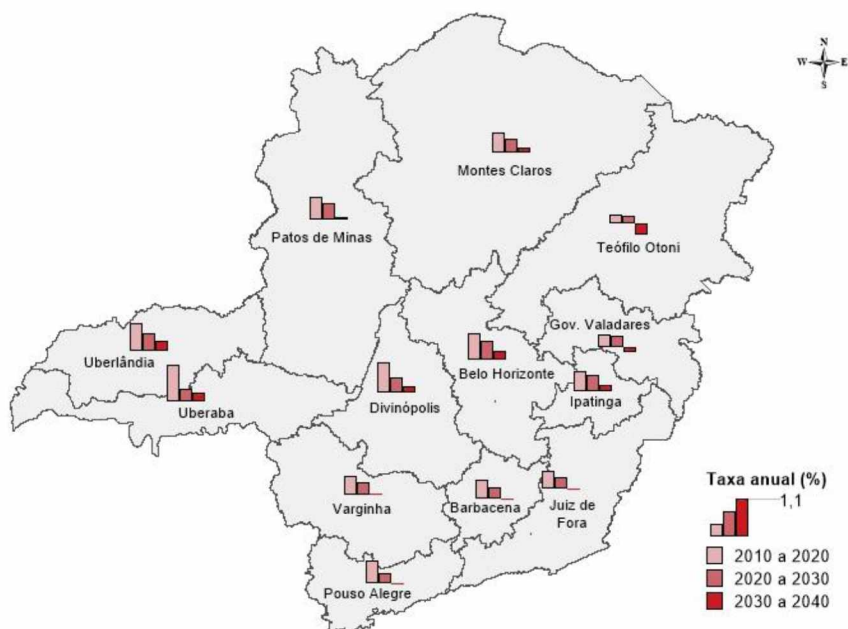 N
W E
S
Montes Claros
Patos de Minas
Teófilo Otoni
Gov. Valadares
Uberlândia
Belo Horizonte
Ipatinga
Uberaba
Divinópolis
Varginha
Barbacena
Juiz de
Fora
Pouso Alegre
Taxa anual (%)
1,1
2010 a 2020
2020 a 2030
2030 a 2040